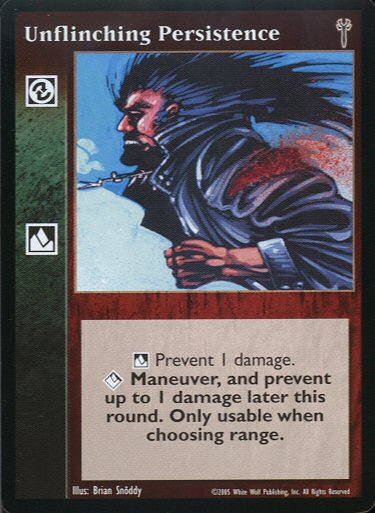 Unflinching Persistence
Prevent 1 damage.
Maneuver, and prevent
up to 1 damage later this
round. Only usable when
choosing range.
Illus: Brian Snōddy
©2005 White Wolf Publishing, Inc. All Rights Reserved